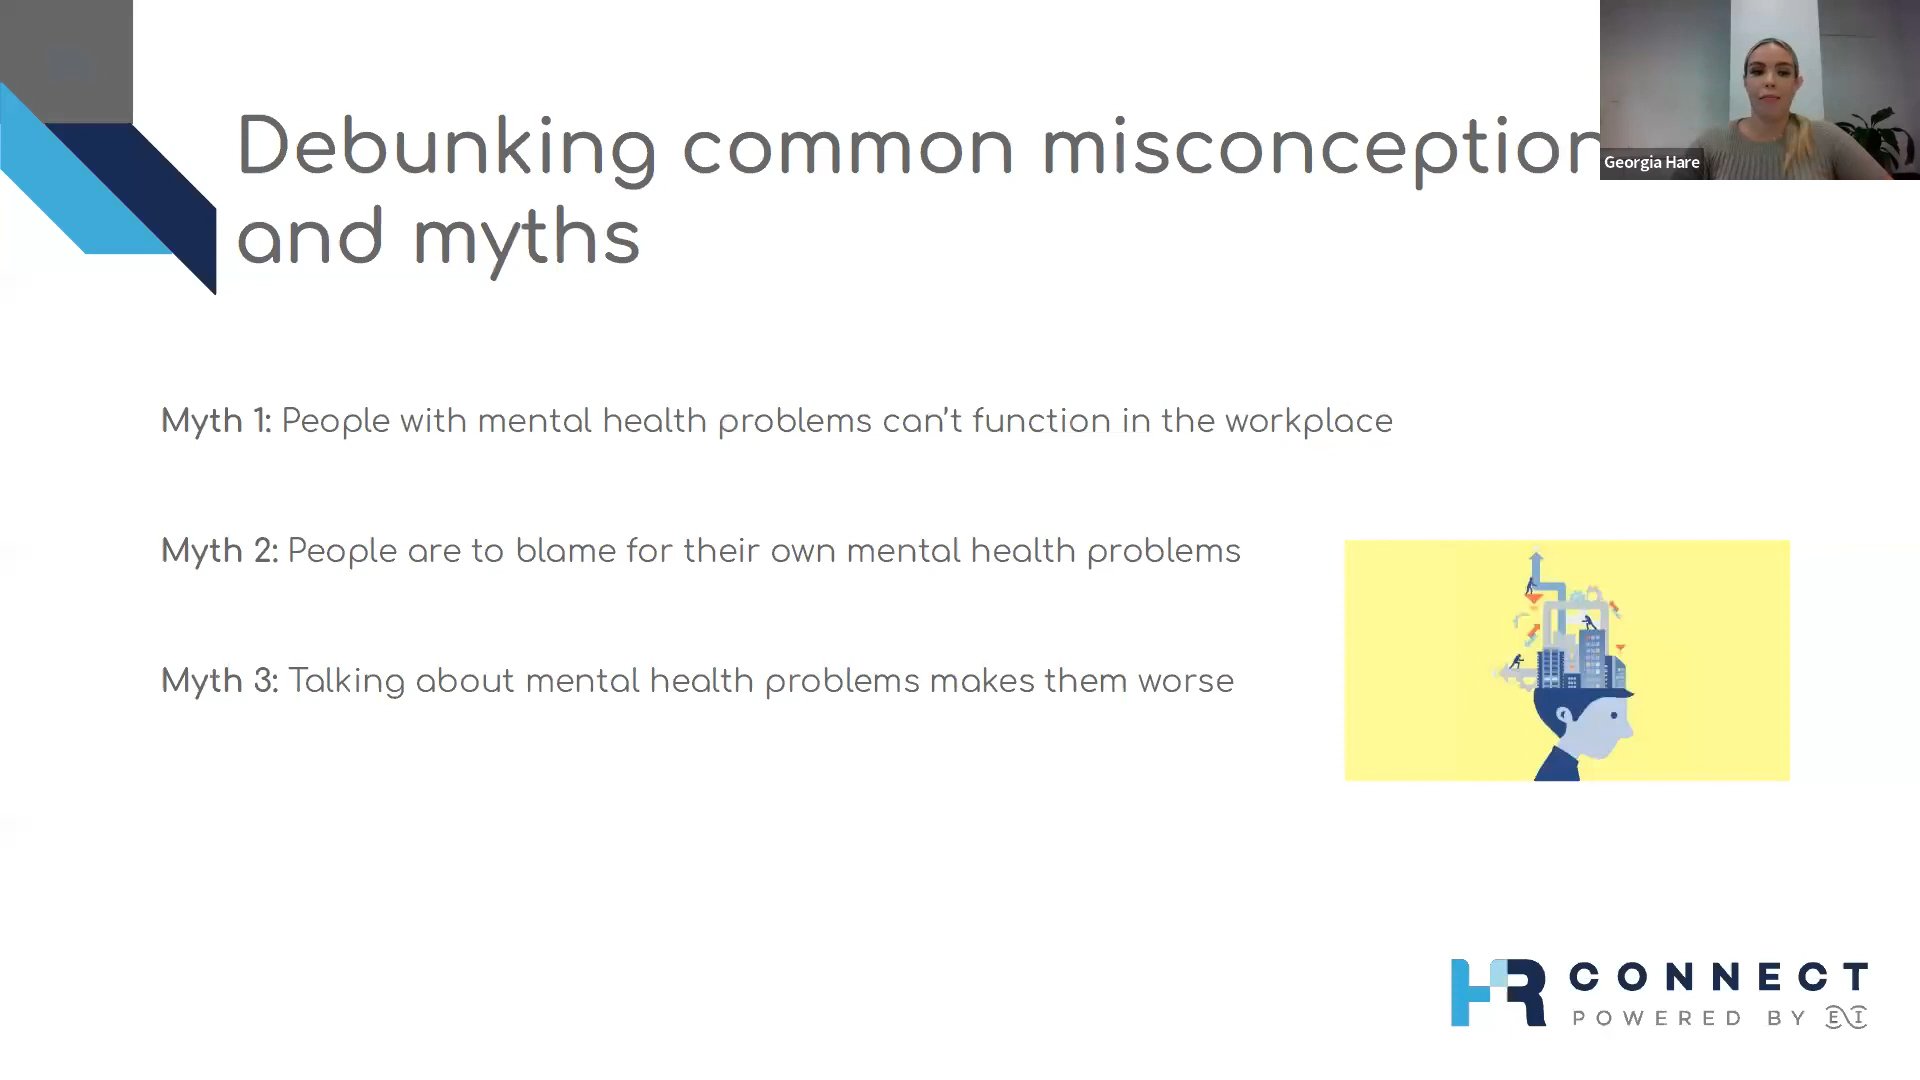 Debunking common misconception
and myths
Georgia Hare
Myth 1: People with mental health problems can’t function in the workplace
Myth 2: People are to blame for their own mental health problems
Myth 3: Talking about mental health problems makes them worse
HR CONNECT
POWERED BY EI